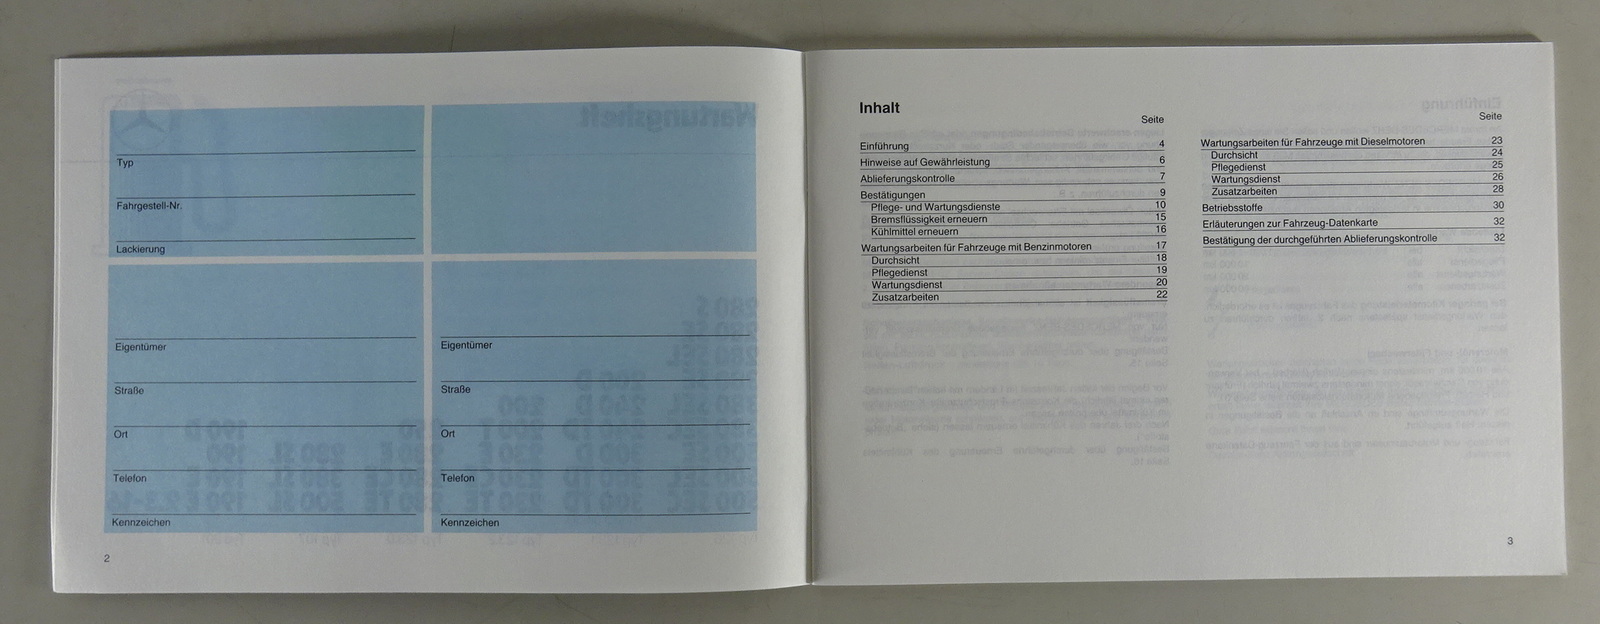 Typ
Fahrgestell-Nr.
Lackierung
Eigentümer
Straße
Ort
Telefon
Kennzeichen
Eigentümer
Straße
Ort
Telefon
Kennzeichen
2
Inhalt
Seite
Einführung 4
Hinweise auf Gewährleistung 6
Ablieferungskontrolle 7
Bestätigungen 9
Pflege- und Wartungsdienste 10
Bremsflüssigkeit erneuern 15
Kühlmittel erneuern 16
Wartungsarbeiten für Fahrzeuge mit Benzinmotoren 17
Durchsicht 18
Pflegedienst 19
Wartungsdienst 20
Zusatzarbeiten 22
Seite
Wartungsarbeiten für Fahrzeuge mit Dieselmotoren 23
Durchsicht 24
Pflegedienst 25
Wartungsdienst 26
Zusatzarbeiten 28
Betriebsstoffe 30
Erläuterungen zur Fahrzeug-Datenkarte 32
Bestätigung der durchgeführten Ablieferungskontrolle 32
3